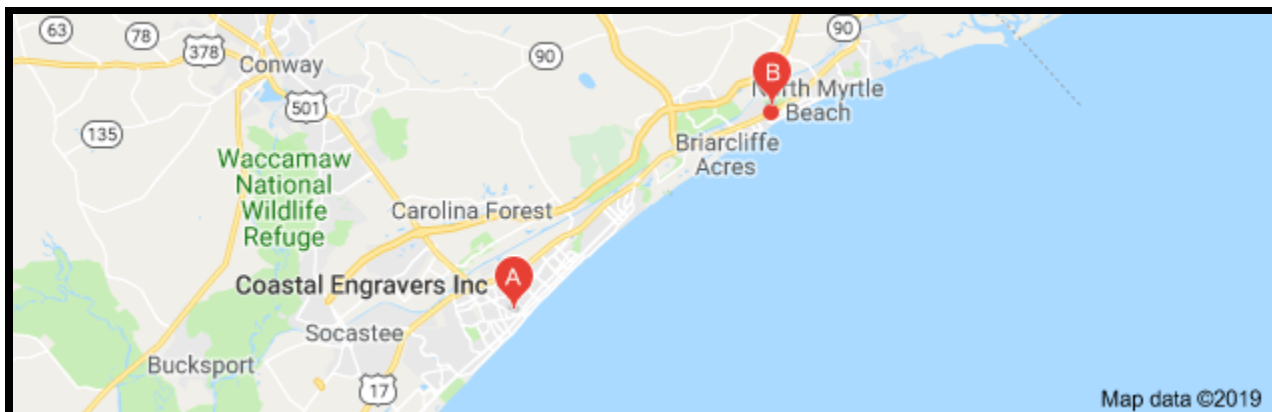 63
78
378
Conway
90
90
B
North Myrtle
Beach
501
135
Briarcliffe
Acres
Waccamaw
National
Wildlife
Refuge
Carolina Forest
Coastal Engravers Inc
A
Socastee
Bucksport
17
Map data ©2019